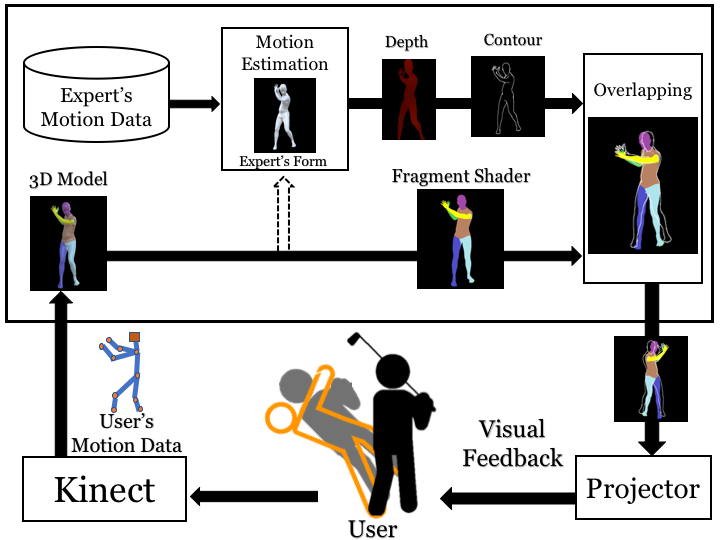 Expert's
Motion Data
Motion
Estimation
Expert's Form
Depth
Contour
Overlapping
3D Model
Fragment Shader
User's
Motion Data
Kinect
User
Visual
Feedback
Projector